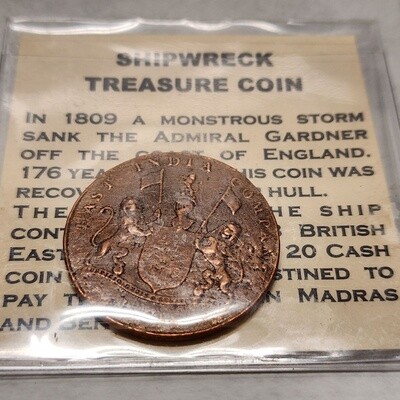 SHIPWRECK
TREASURE COIN
IN 1809 A MONSTROUS STORM
SANK THE ADMIRAL GARDNER
OFF THE COAST OF ENGLAND.
176 YEA HIS COIN WAS
RECOV HULL.
THE HE SHIP
CONT BRITISH
EAST 20 CASH
COIN STINED TO
PAY TH N MADRAS
AND BEN
EAST INDIA COMPANY